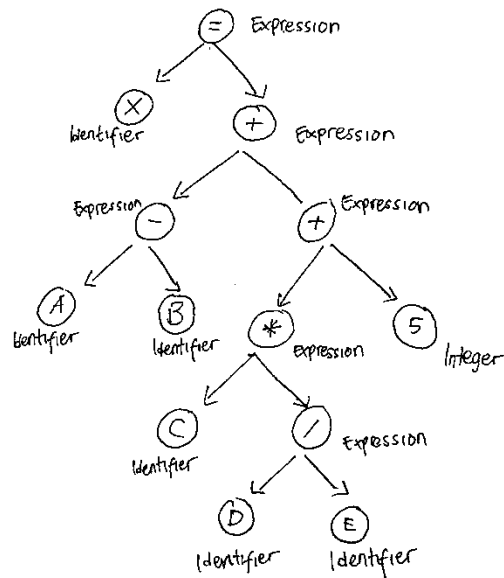 = Expression
X
Identifier
+ Expression
Expression - + Expression
A B
Identifier Identifier
* Expression
5
Integer
C
Identifier
/ Expression
D E
Identifier Identifier